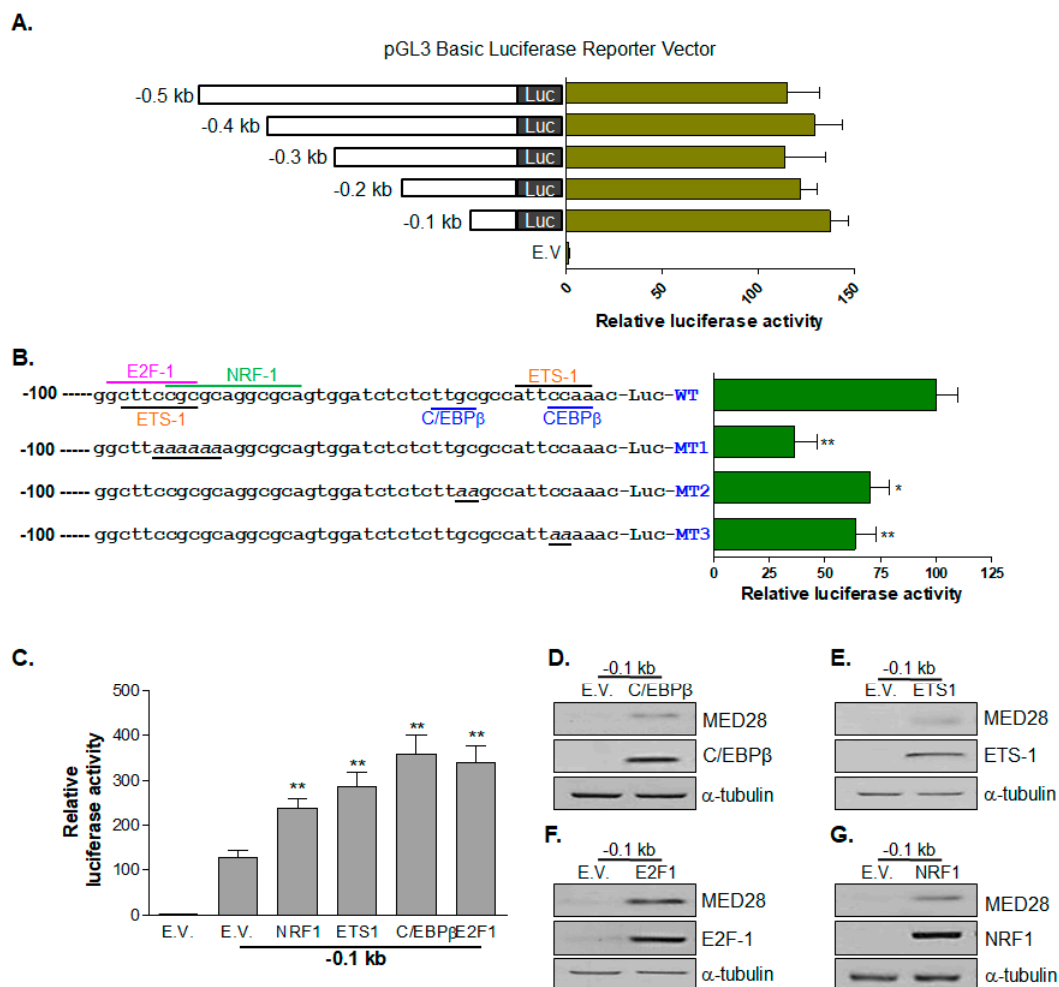 A.
pGL3 Basic Luciferase Reporter Vector
-0.5 kb Luc
-0.4 kb Luc
-0.3 kb Luc
-0.2 kb Luc
-0.1 kb Luc
E.V
0 50 100 150
Relative luciferase activity
B.
E2F-1 NRF-1 ETS-1
-100 ----- ggcttccgcgcaggcgcagtggatctctcttgcgccattccaaac-Luc-WT
ETS-1 C/EBPβ CEBPβ
-100 ----- ggcttaaaaaaaggcgcagtggatctctcttgcgccattccaaac-Luc-MT1 **
-100 ----- ggcttccgcgcaggcgcagtggatctctcttaagccattccaaac-Luc-MT2 *
-100 ----- ggcttccgcgcaggcgcagtggatctctcttgcgccattaaaaac-Luc-MT3 **
0 25 50 75 100 125
Relative luciferase activity
C.
Relative
luciferase activity
500
400
300
200
100
0
** ** ** **
E.V. E.V. NRF1 ETS1 C/EBPβ E2F1
-0.1 kb
D.
-0.1 kb
E.V. C/EBPβ
MED28
C/EBPβ
α-tubulin
E.
-0.1 kb
E.V. ETS1
MED28
ETS-1
α-tubulin
F.
-0.1 kb
E.V. E2F1
MED28
E2F-1
α-tubulin
G.
-0.1 kb
E.V. NRF1
MED28
NRF1
α-tubulin